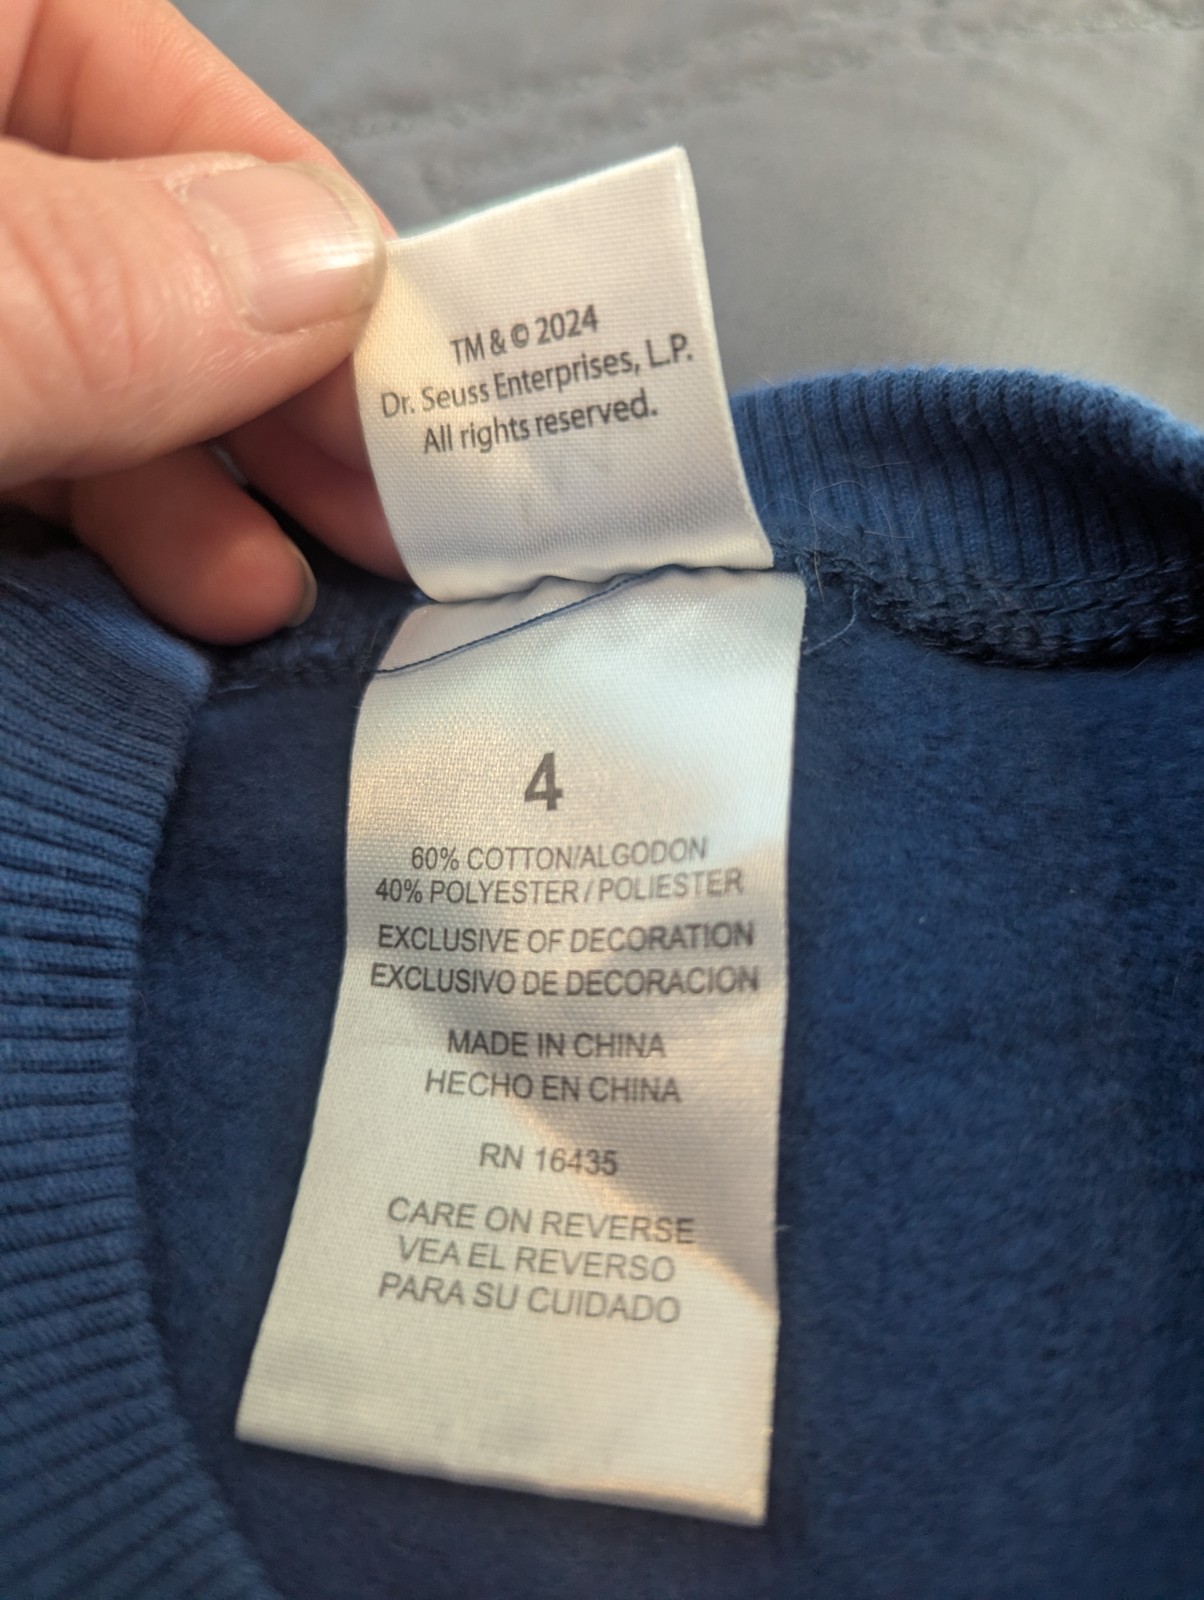 TM & © 2024
Dr. Seuss Enterprises, L.P.
All rights reserved.
4
60% COTTON/ALGODON
40% POLYESTER/POLIESTER
EXCLUSIVE OF DECORATION
EXCLUSIVO DE DECORACION
MADE IN CHINA
HECHO EN CHINA
RN 16435
CARE ON REVERSE
VEA EL REVERSO
PARA SU CUIDADO